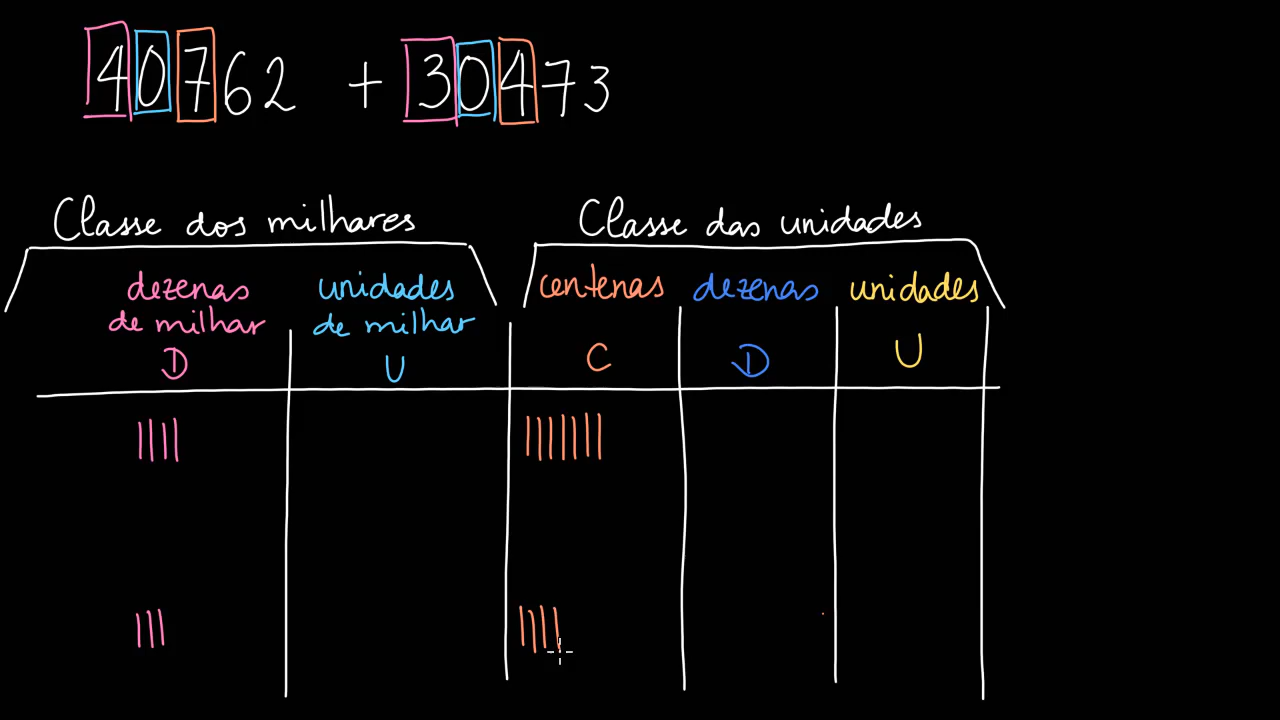 40762 + 30473
Classe dos milhares
Classe das unidades
dezenas de milhar
D
unidades de milhar
U
centenas
C
dezenas
D
unidades
U